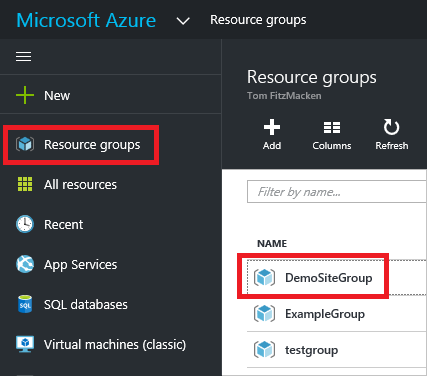 Microsoft Azure
Resource groups
New
Resource groups
All resources
Recent
App Services
SQL databases
Virtual machines (classic)
Resource groups
Tom FitzMacken
Add Columns Refresh
Filter by name...
NAME
DemoSiteGroup
ExampleGroup
testgroup